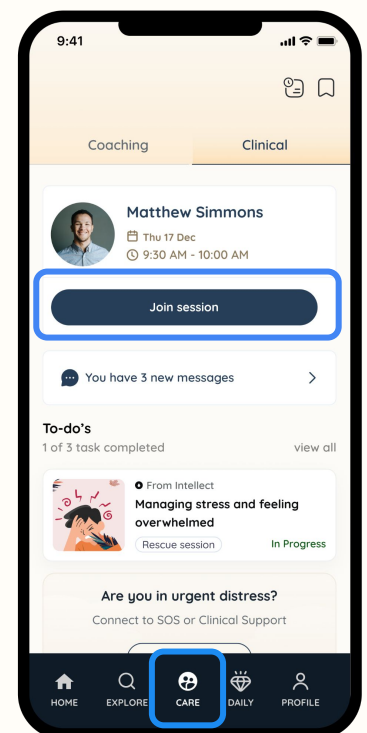 9:41
Coaching
Clinical
Matthew Simmons
Thu 17 Dec
9:30 AM - 10:00 AM
Join session
You have 3 new messages
To-do's
1 of 3 task completed
view all
From Intellect
Managing stress and feeling
overwhelmed
Rescue session
In Progress
Are you in urgent distress?
Connect to SOS or Clinical Support
HOME
EXPLORE
CARE
DAILY
PROFILE